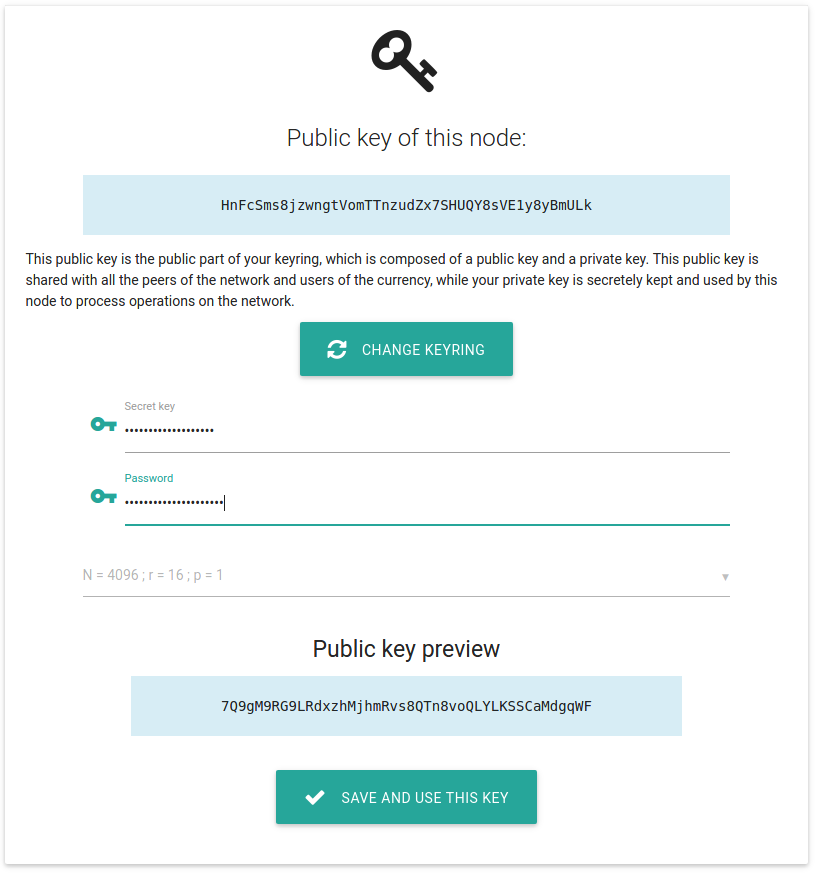 Public key of this node:
HnFcSms8jzwngtVomTTnzudZx7SHUQY8sVE1y8yBmULk
This public key is the public part of your keyring, which is composed of a public key and a private key. This public key is
shared with all the peers of the network and users of the currency, while your private key is secretely kept and used by this
node to process operations on the network.
CHANGE KEYRING
Secret key
•••••••••••••••••••
Password
•••••••••••••••••••••
N = 4096 ; r = 16 ; p = 1
Public key preview
7Q9gM9RG9LRdxzhMjhmRvs8QTn8voQLYLKSSCaMdgqWF
SAVE AND USE THIS KEY